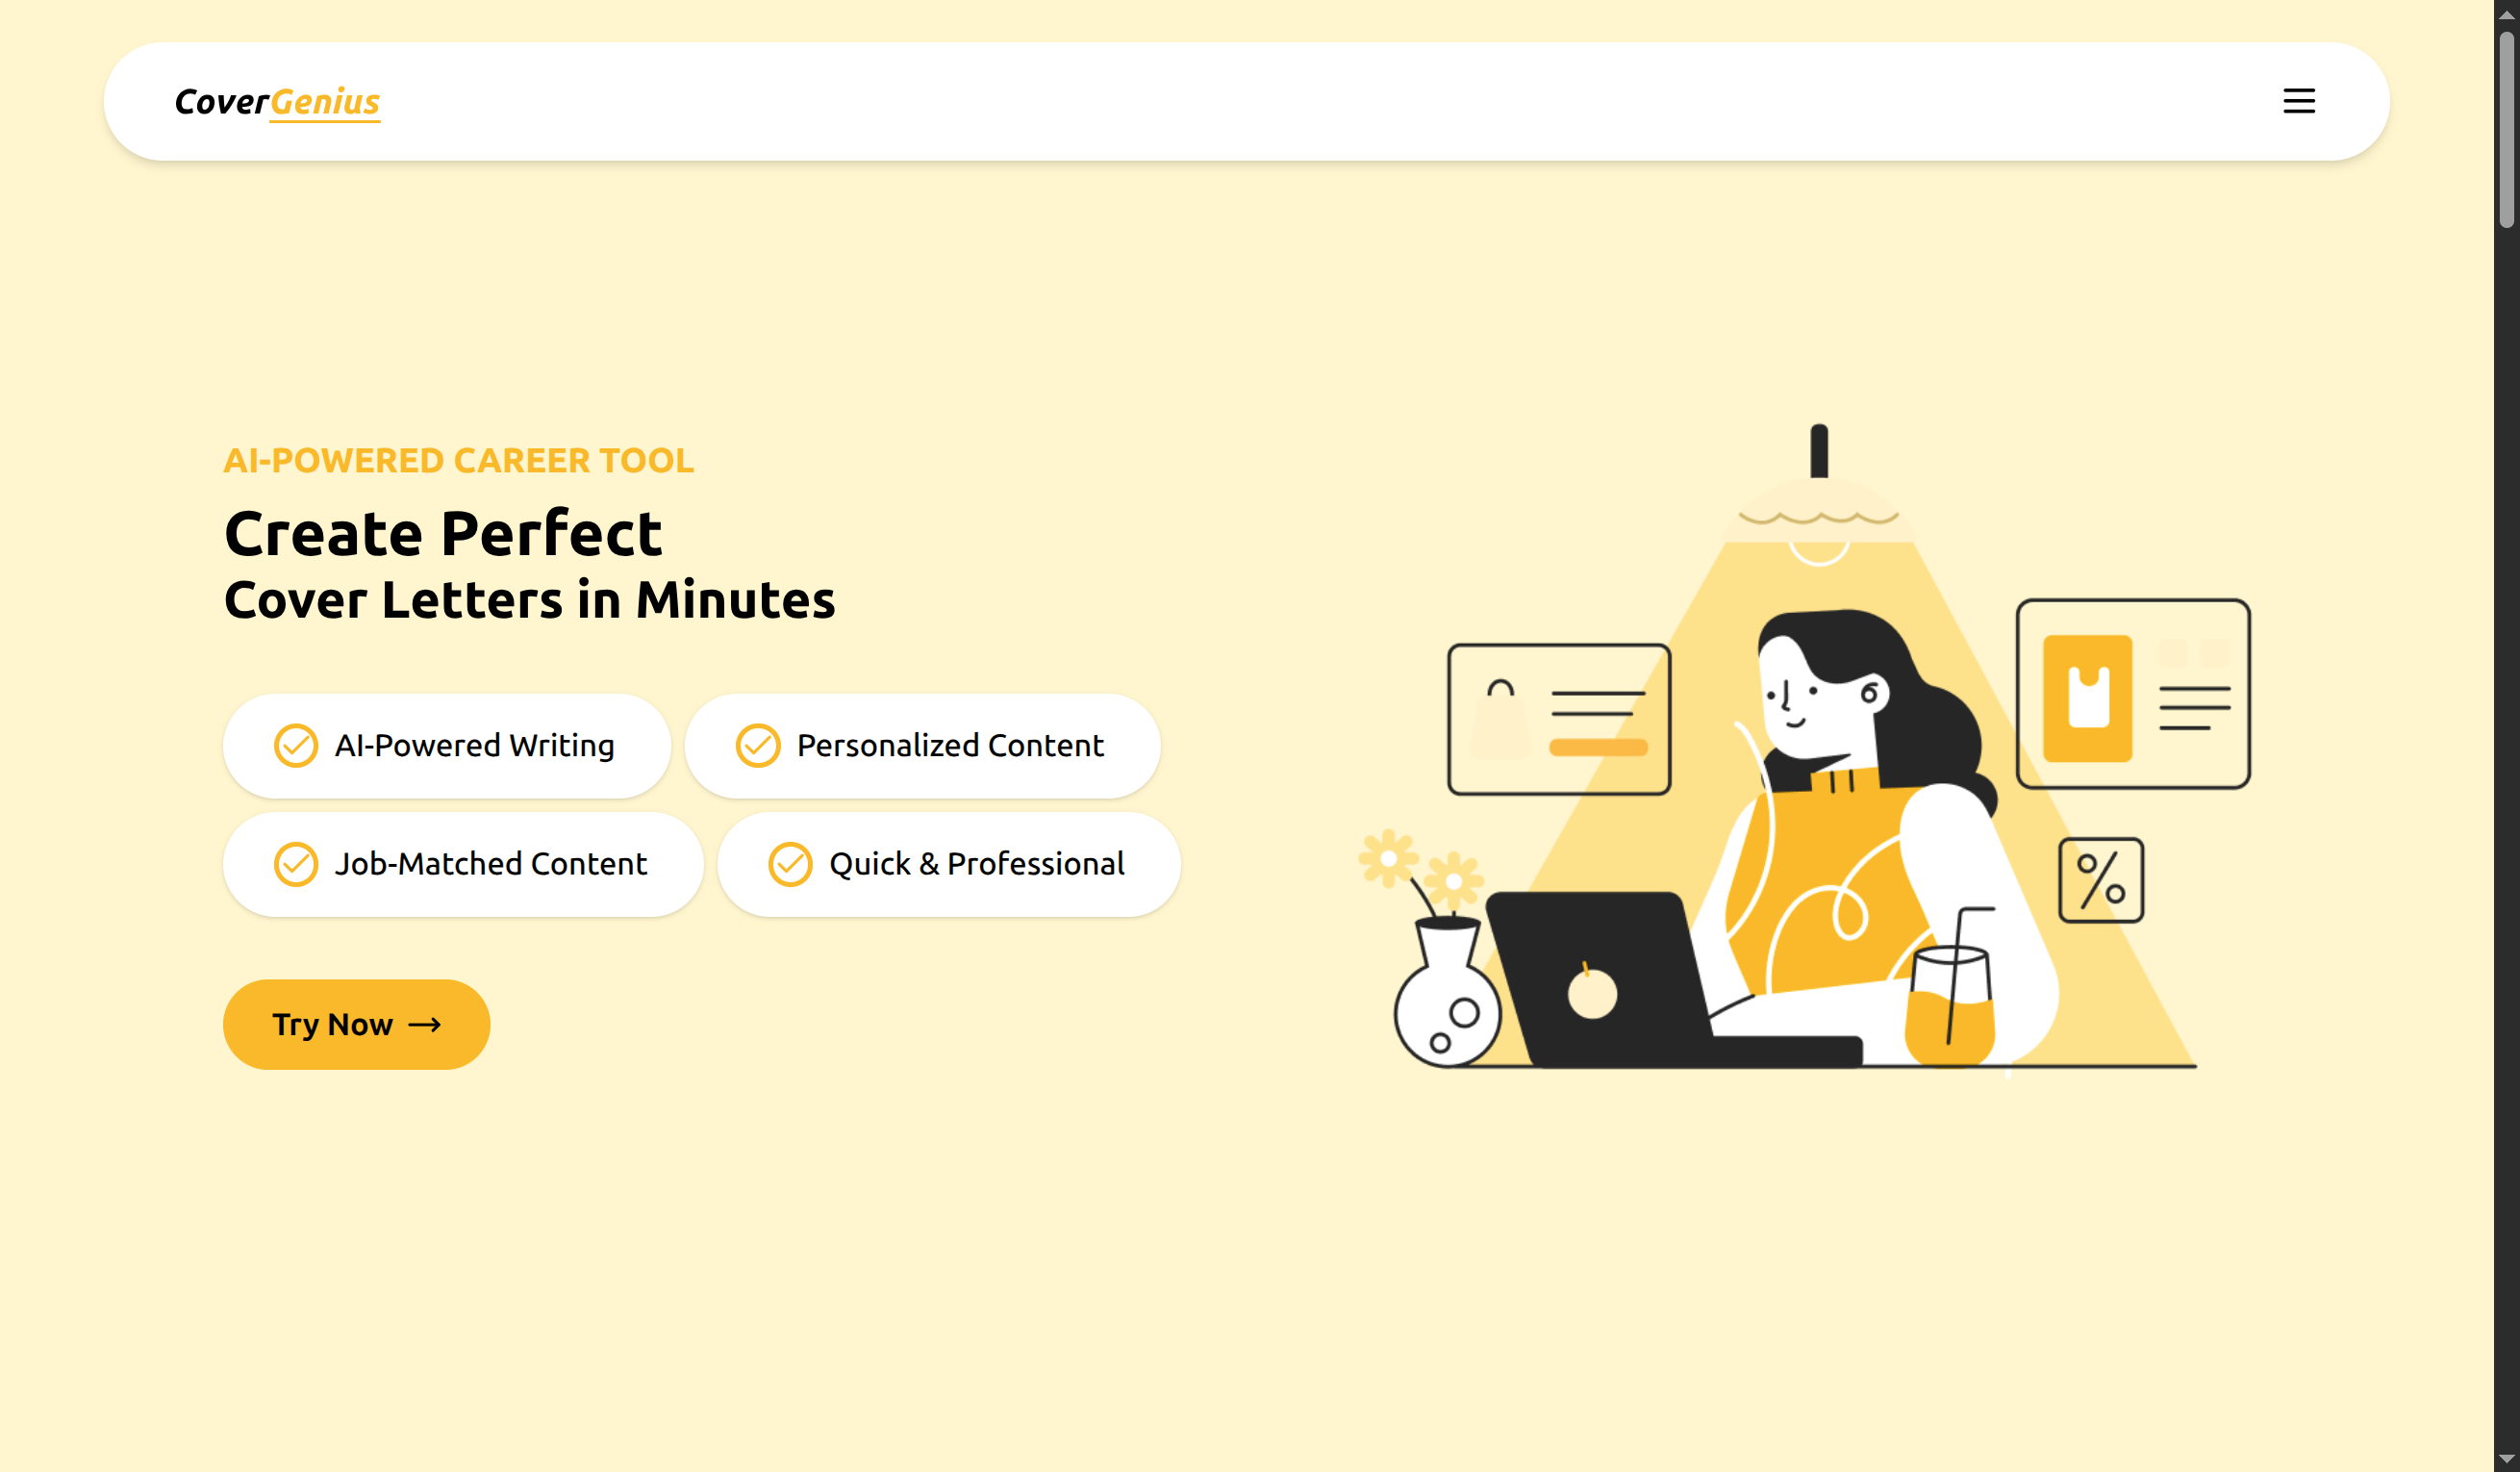 CoverGenius
AI-POWERED CAREER TOOL
Create Perfect
Cover Letters in Minutes
AI-Powered Writing
Personalized Content
Job-Matched Content
Quick & Professional
Try Now